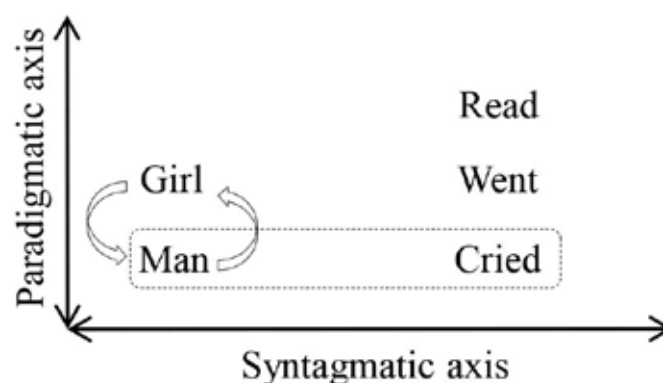 Paradigmatic axis
Read
Girl Went
Man Cried
Syntagmatic axis